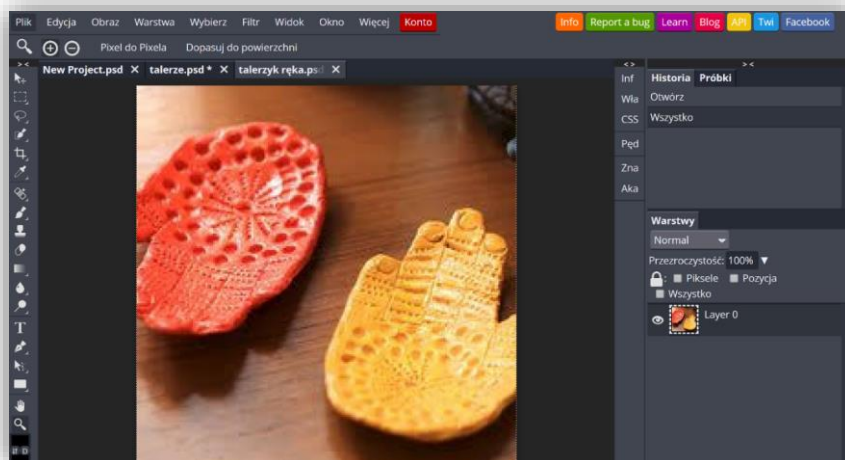 Plik Edycja Obraz Warstwa Wybierz Filtr Widok Okno Więcej Konto Info Report a bug Learn Blog API Twi Facebook
Pixel do Pixela Dopasuj do powierzchni
New Project.psd talerze.psd * talerzyk ręka.psd
Inf
Wła
CSS
Pęd
Zna
Aka
Historia Próbki
Otwórz
Wszystko
Warstwy
Normal
Przezroczystość: 100%
Piksele Pozycja
Wszystko
Layer 0
T
D